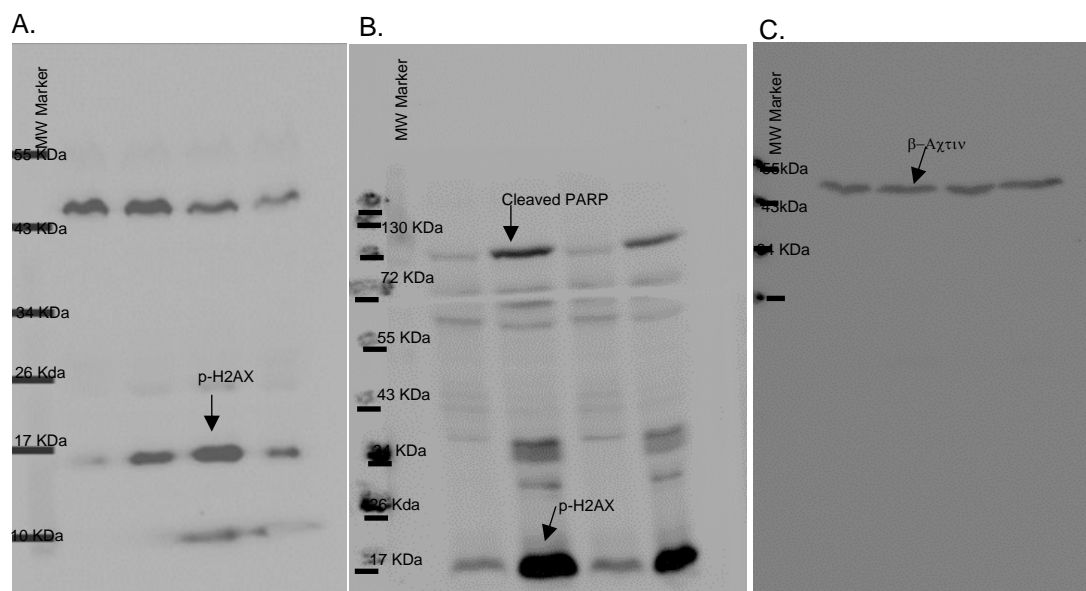 A.
MW Marker
55 KDa
43 KDa
34 KDa
26 Kda
p-H2AX
17 KDa
10 KDa
B.
MW Marker
Cleaved PARP
130 KDa
72 KDa
55 KDa
43 KDa
34 KDa
26 Kda
p-H2AX
17 KDa
C.
MW Marker
β-Αχτιν
55kDa
43kDa
34 KDa